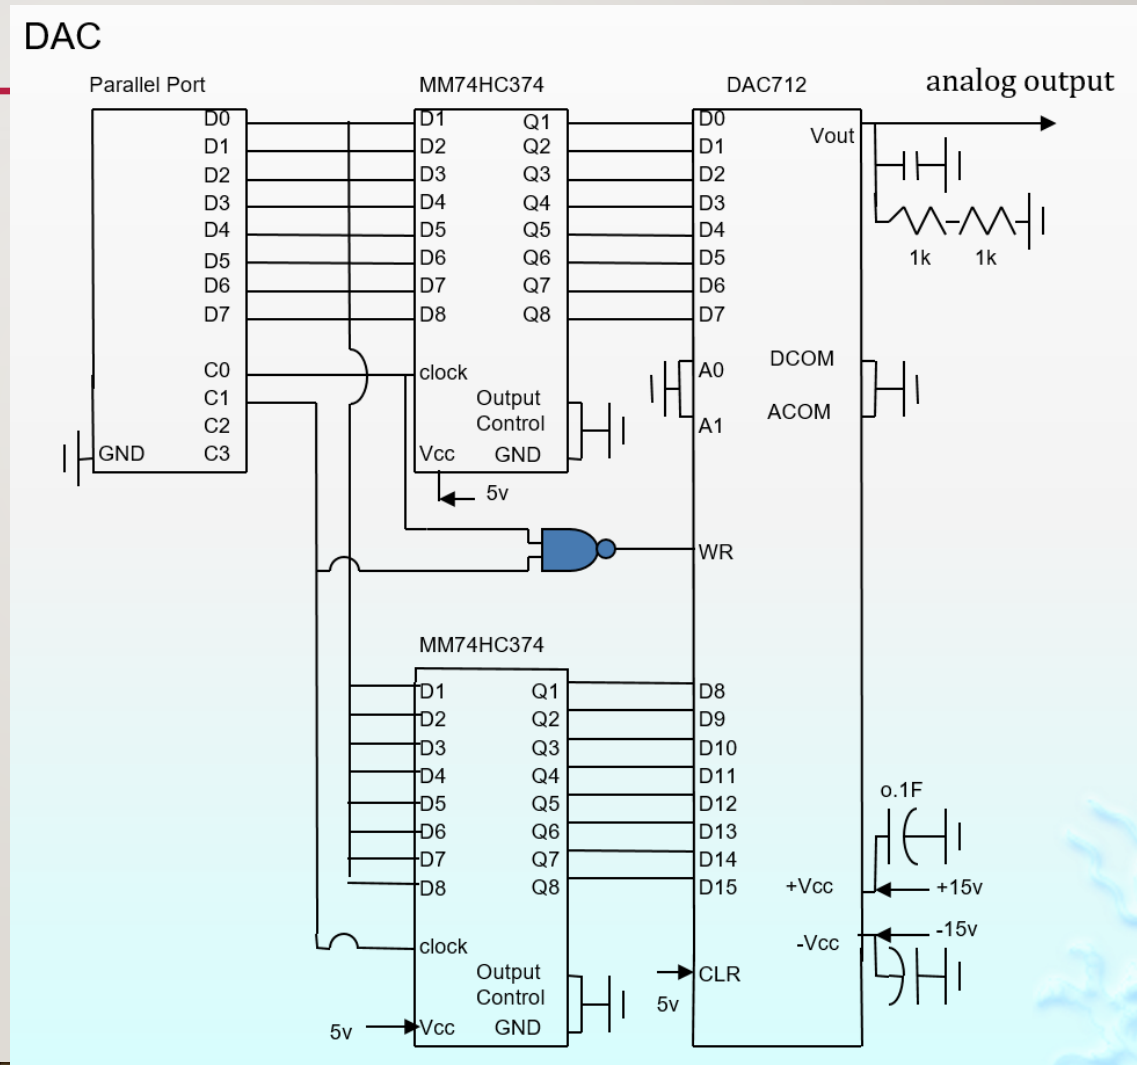 DAC
Parallel Port
MM74HC374
DAC712
analog output
D0
D1
D2
D3
D4
D5
D6
D7
C0
C1
C2
C3
GND
D1
D2
D3
D4
D5
D6
D7
D8
clock
Vcc
Q1
Q2
Q3
Q4
Q5
Q6
Q7
Q8
Output
Control
GND
5v
D0
D1
D2
D3
D4
D5
D6
D7
A0
A1
WR
Vout
1k
1k
DCOM
ACOM
MM74HC374
D1
D2
D3
D4
D5
D6
D7
D8
clock
5v
Vcc
Q1
Q2
Q3
Q4
Q5
Q6
Q7
Q8
Output
Control
GND
D8
D9
D10
D11
D12
D13
D14
D15
CLR
5v
o.1F
+Vcc
+15v
-Vcc
-15v